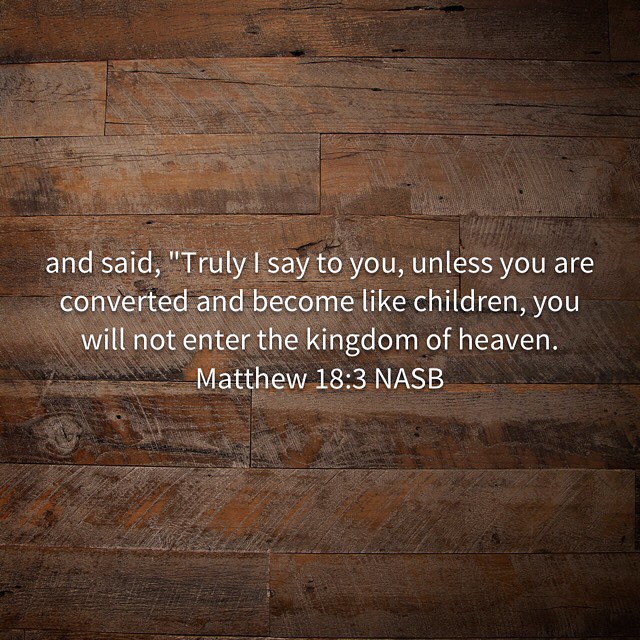 and said, "Truly I say to you, unless you are
converted and become like children, you
will not enter the kingdom of heaven.
Matthew 18:3 NASB